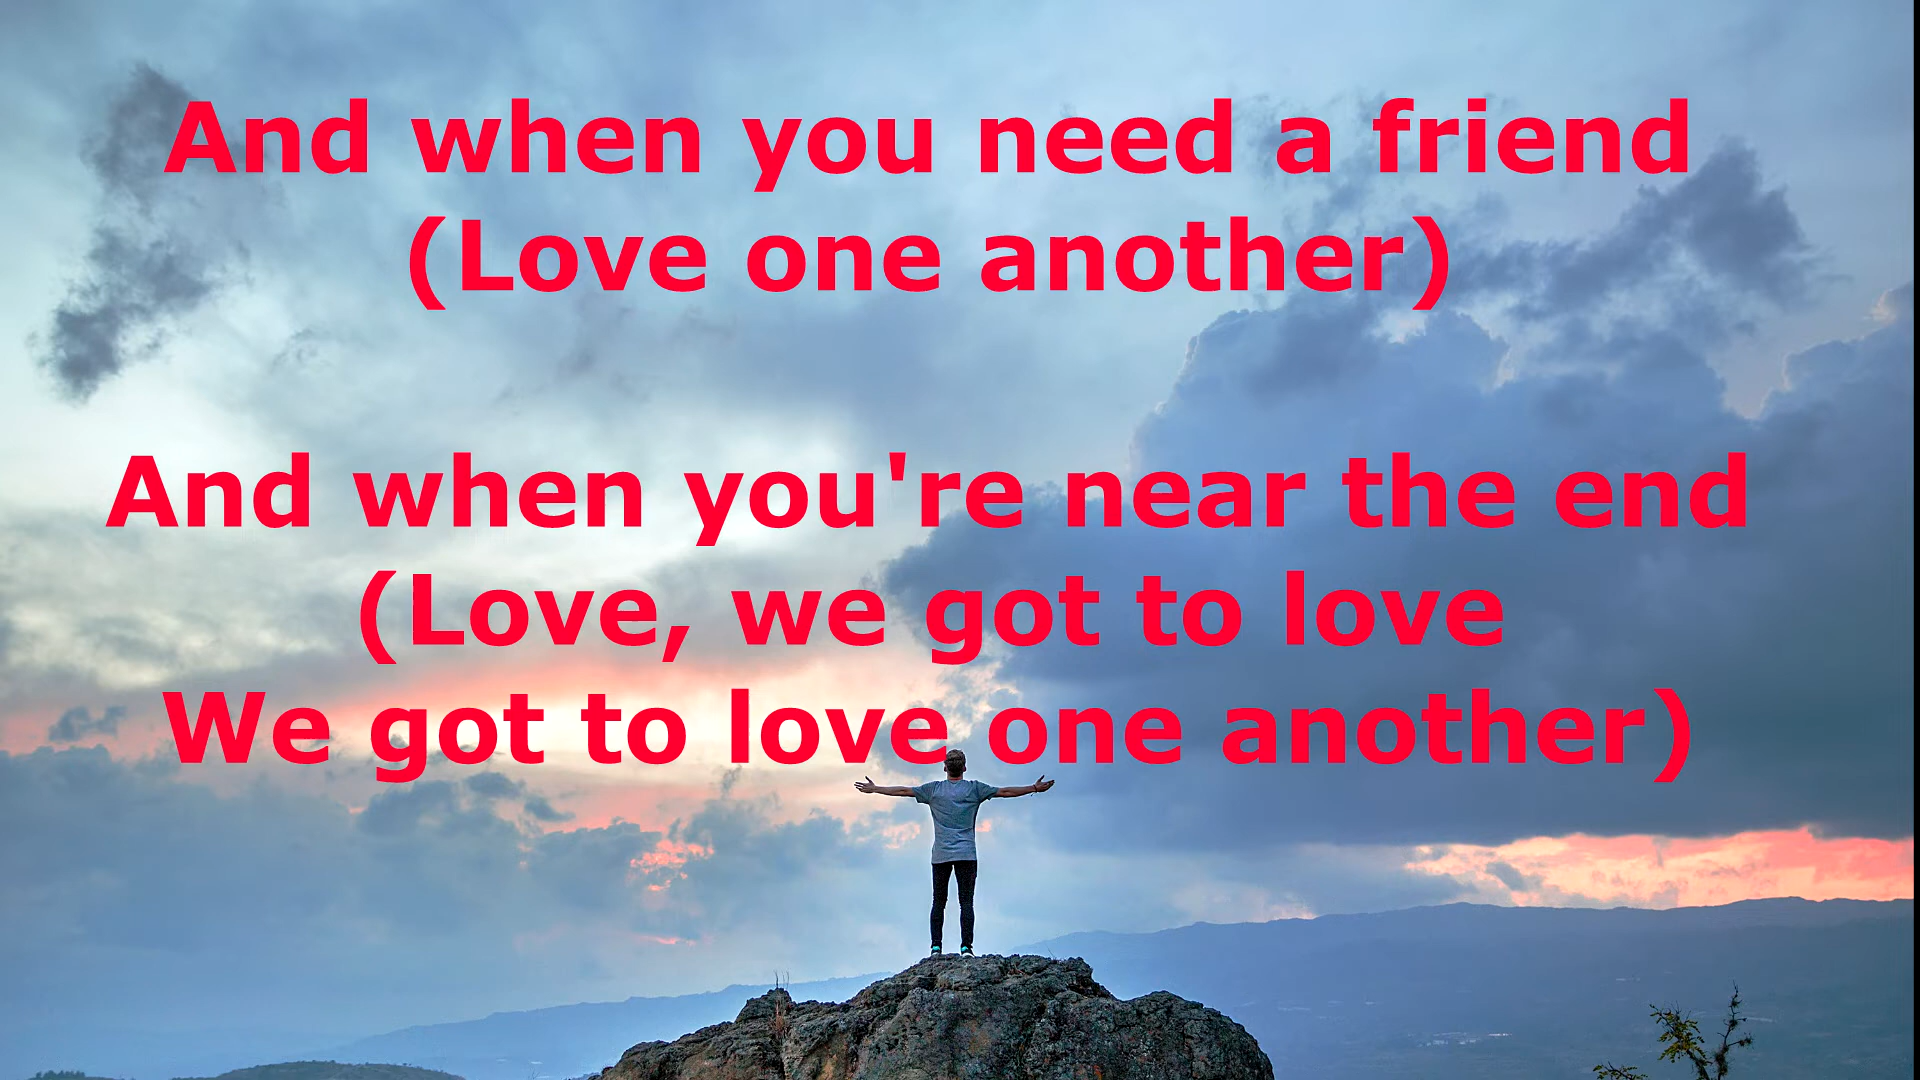 And when you need a friend
(Love one another)
And when you're near the end
(Love, we got to love
We got to love one another)